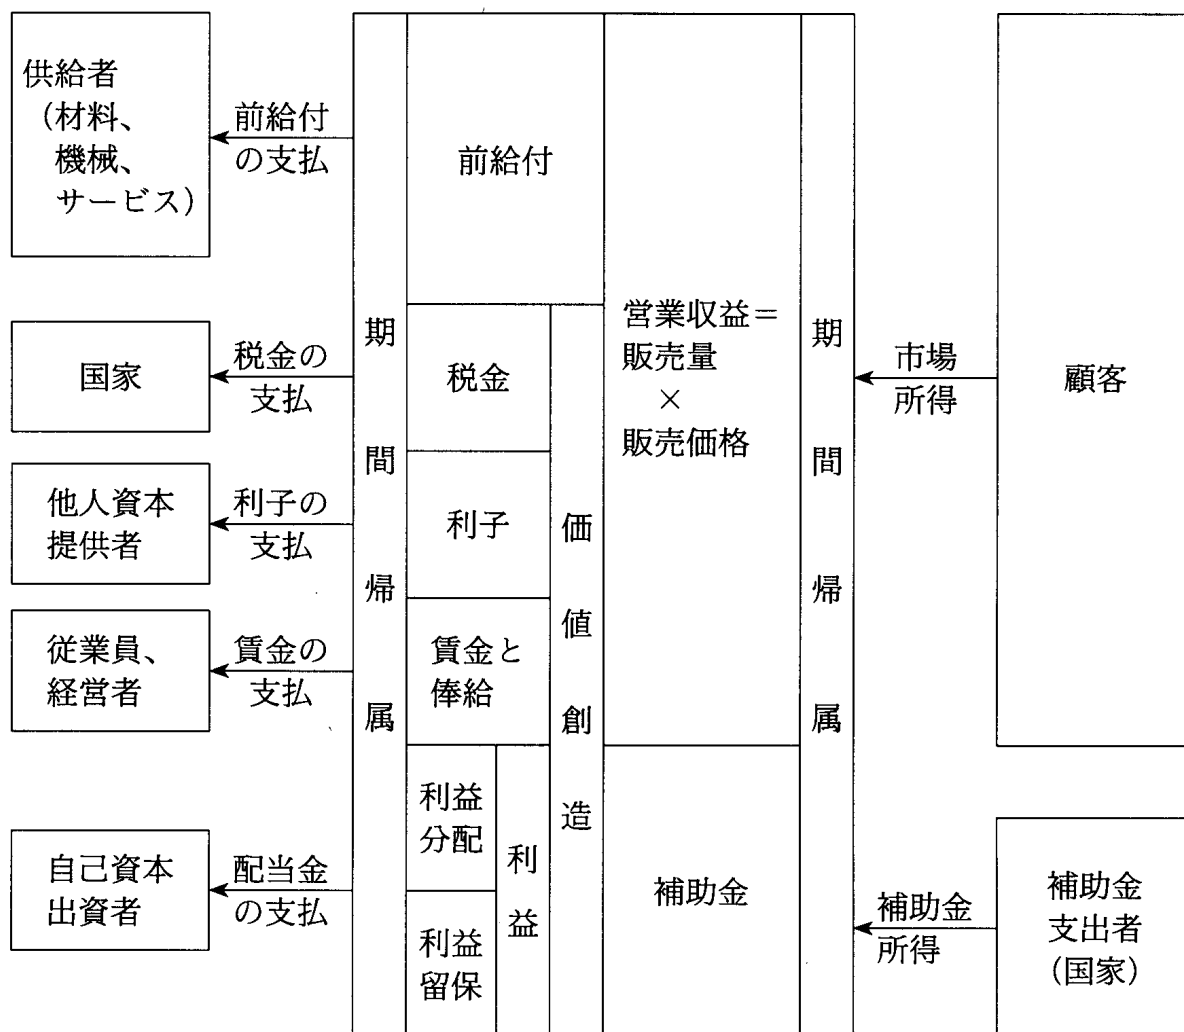 供給者
（材料、
機械、
サービス）
前給付
の支払
国家
税金の
支払
他人資本
提供者
利子の
支払
従業員、
経営者
賃金の
支払
自己資本
出資者
配当金
の支払
期間帰属
前給付
税金
利子
賃金と
俸給
利益
分配
利益
留保
利益
価値創造
営業収益＝
販売量
×
販売価格
補助金
期間帰属
市場
所得
補助金
所得
顧客
補助金
支出者
（国家）